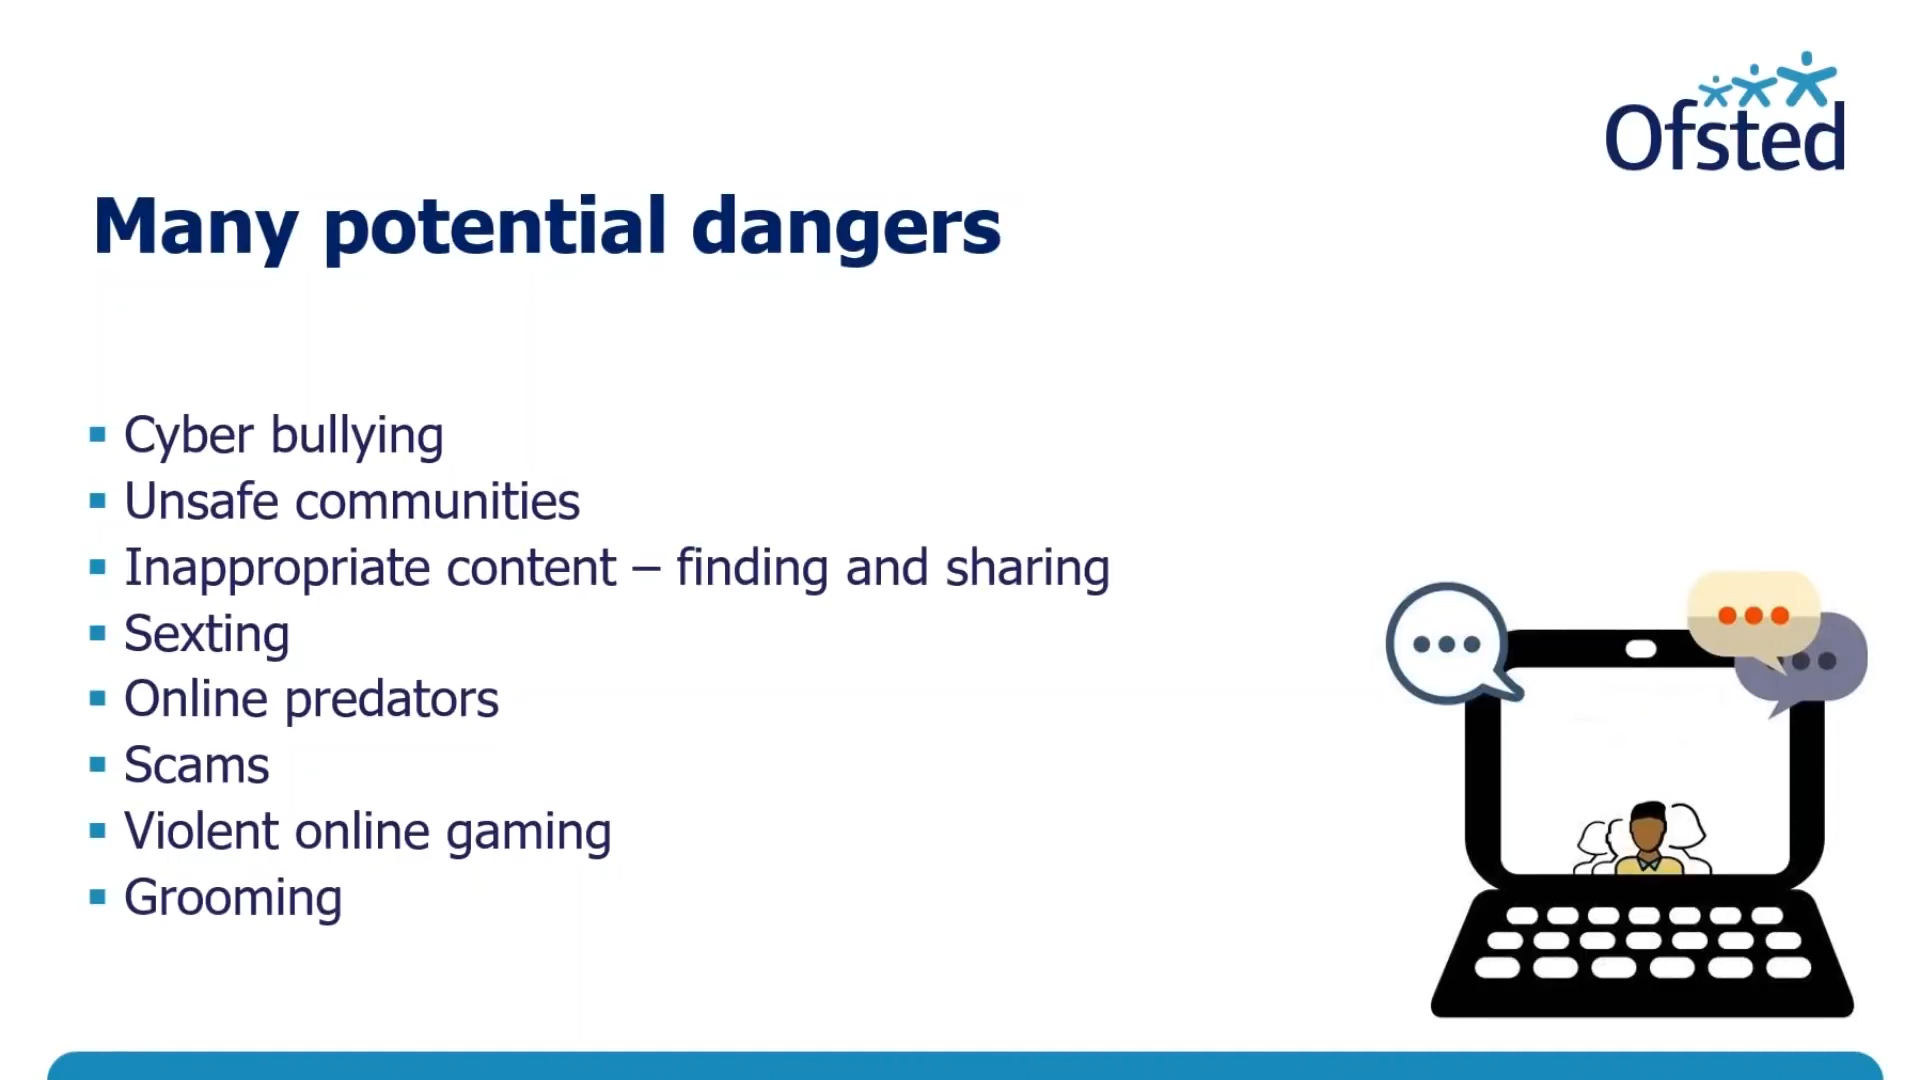 Ofsted
Many potential dangers
Cyber bullying
Unsafe communities
Inappropriate content – finding and sharing
Sexting
Online predators
Scams
Violent online gaming
Grooming